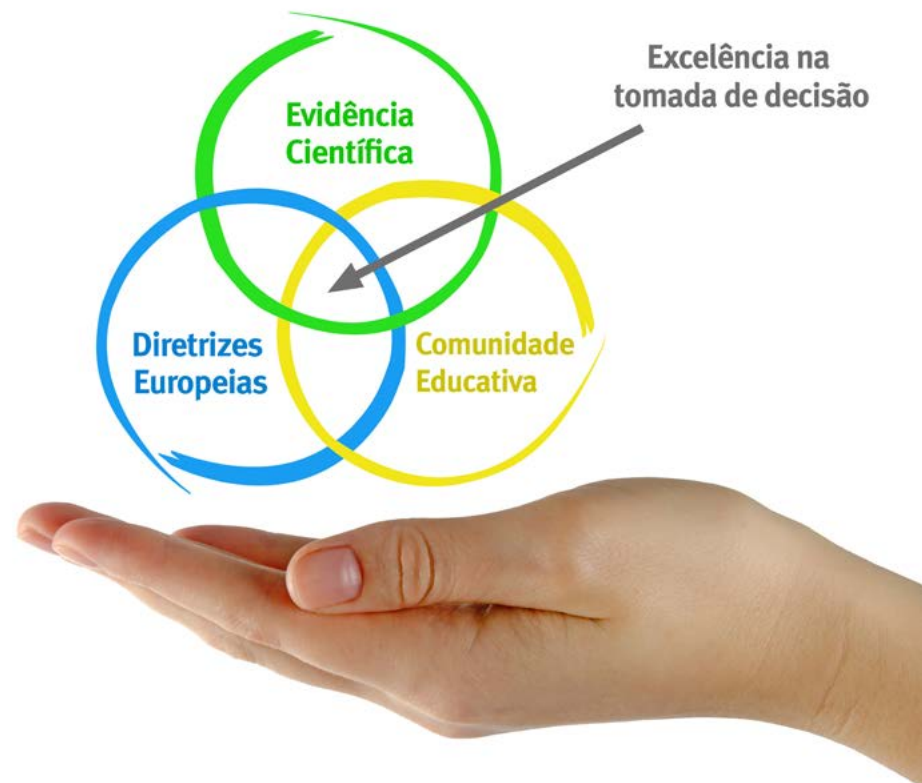 Excelência na
tomada de decisão
Evidência
Científica
Diretrizes
Europeias
Comunidade
Educativa